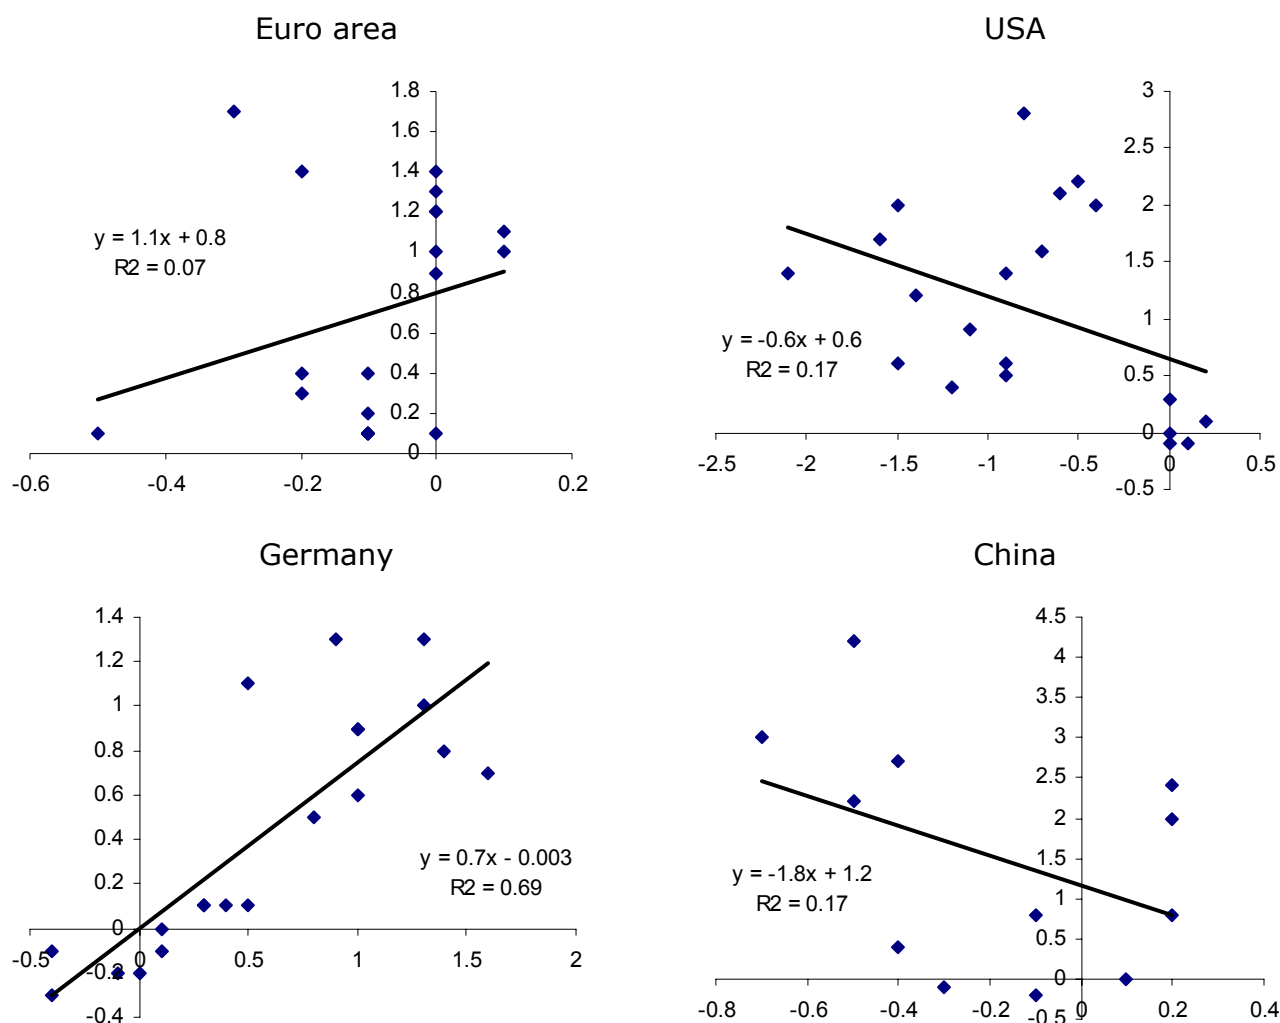 Euro area
1.8
1.6
1.4
1.2
1
0.8
0.6
0.4
0.2
0
-0.6 -0.4 -0.2 0 0.2
y = 1.1x + 0.8
R2 = 0.07
USA
3
2.5
2
1.5
1
0.5
0
-0.5
-2.5 -2 -1.5 -1 -0.5 0 0.5
y = -0.6x + 0.6
R2 = 0.17
Germany
1.4
1.2
1
0.8
0.6
0.4
0.2
0
-0.2
-0.4
-0.5 0 0.5 1 1.5 2
y = 0.7x - 0.003
R2 = 0.69
China
4.5
4
3.5
3
2.5
2
1.5
1
0.5
0
-0.5
-0.8 -0.6 -0.4 -0.2 0 0.2 0.4
y = -1.8x + 1.2
R2 = 0.17